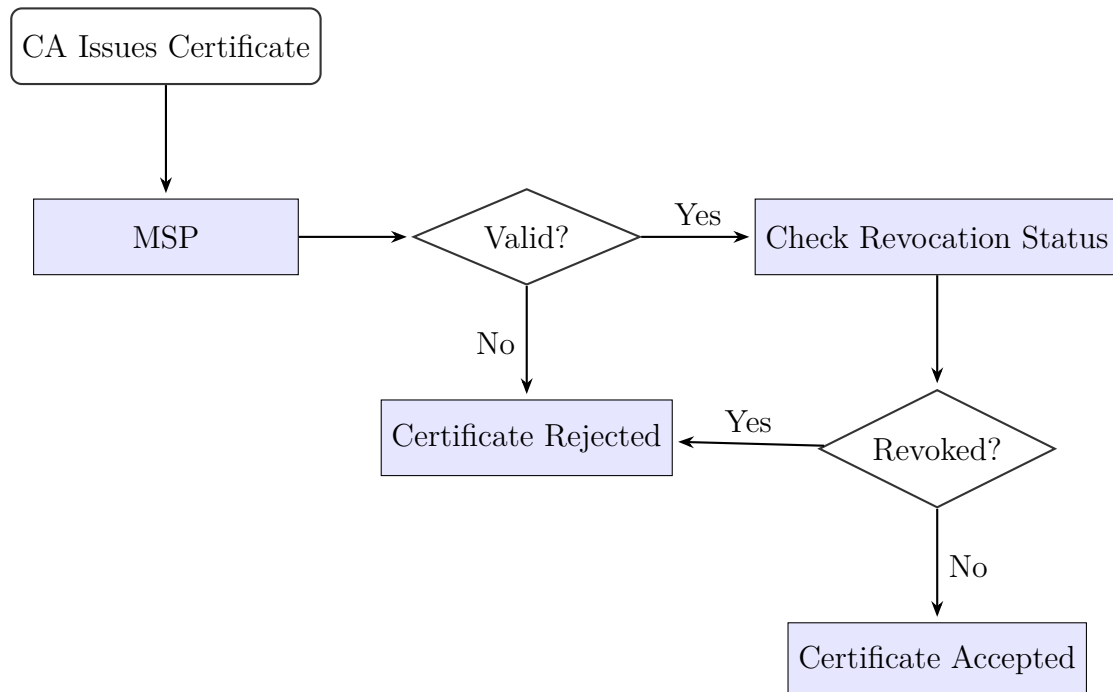 CA Issues Certificate
MSP
Valid?
Yes
Check Revocation Status
No
Certificate Rejected
Yes
Revoked?
No
Certificate Accepted